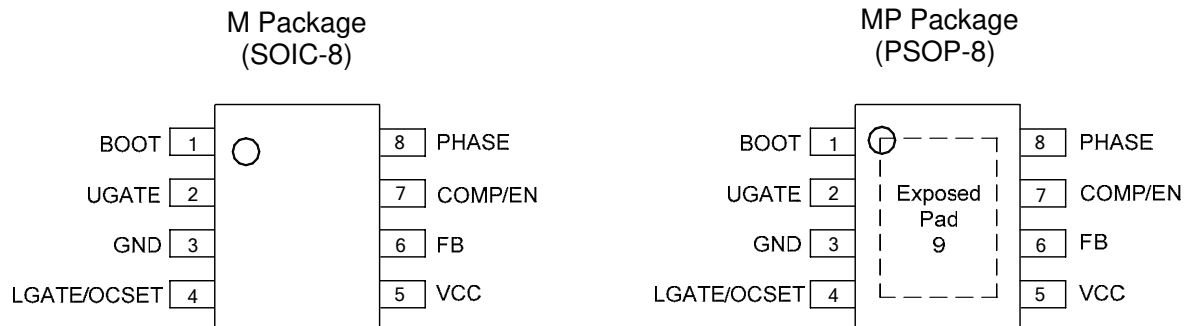 M Package
(SOIC-8)
BOOT 1 8 PHASE
UGATE 2 7 COMP/EN
GND 3 6 FB
LGATE/OCSET 4 5 VCC
MP Package
(PSOP-8)
BOOT 1 8 PHASE
UGATE 2 Exposed 7 COMP/EN
Pad
GND 3 9 6 FB
LGATE/OCSET 4 5 VCC